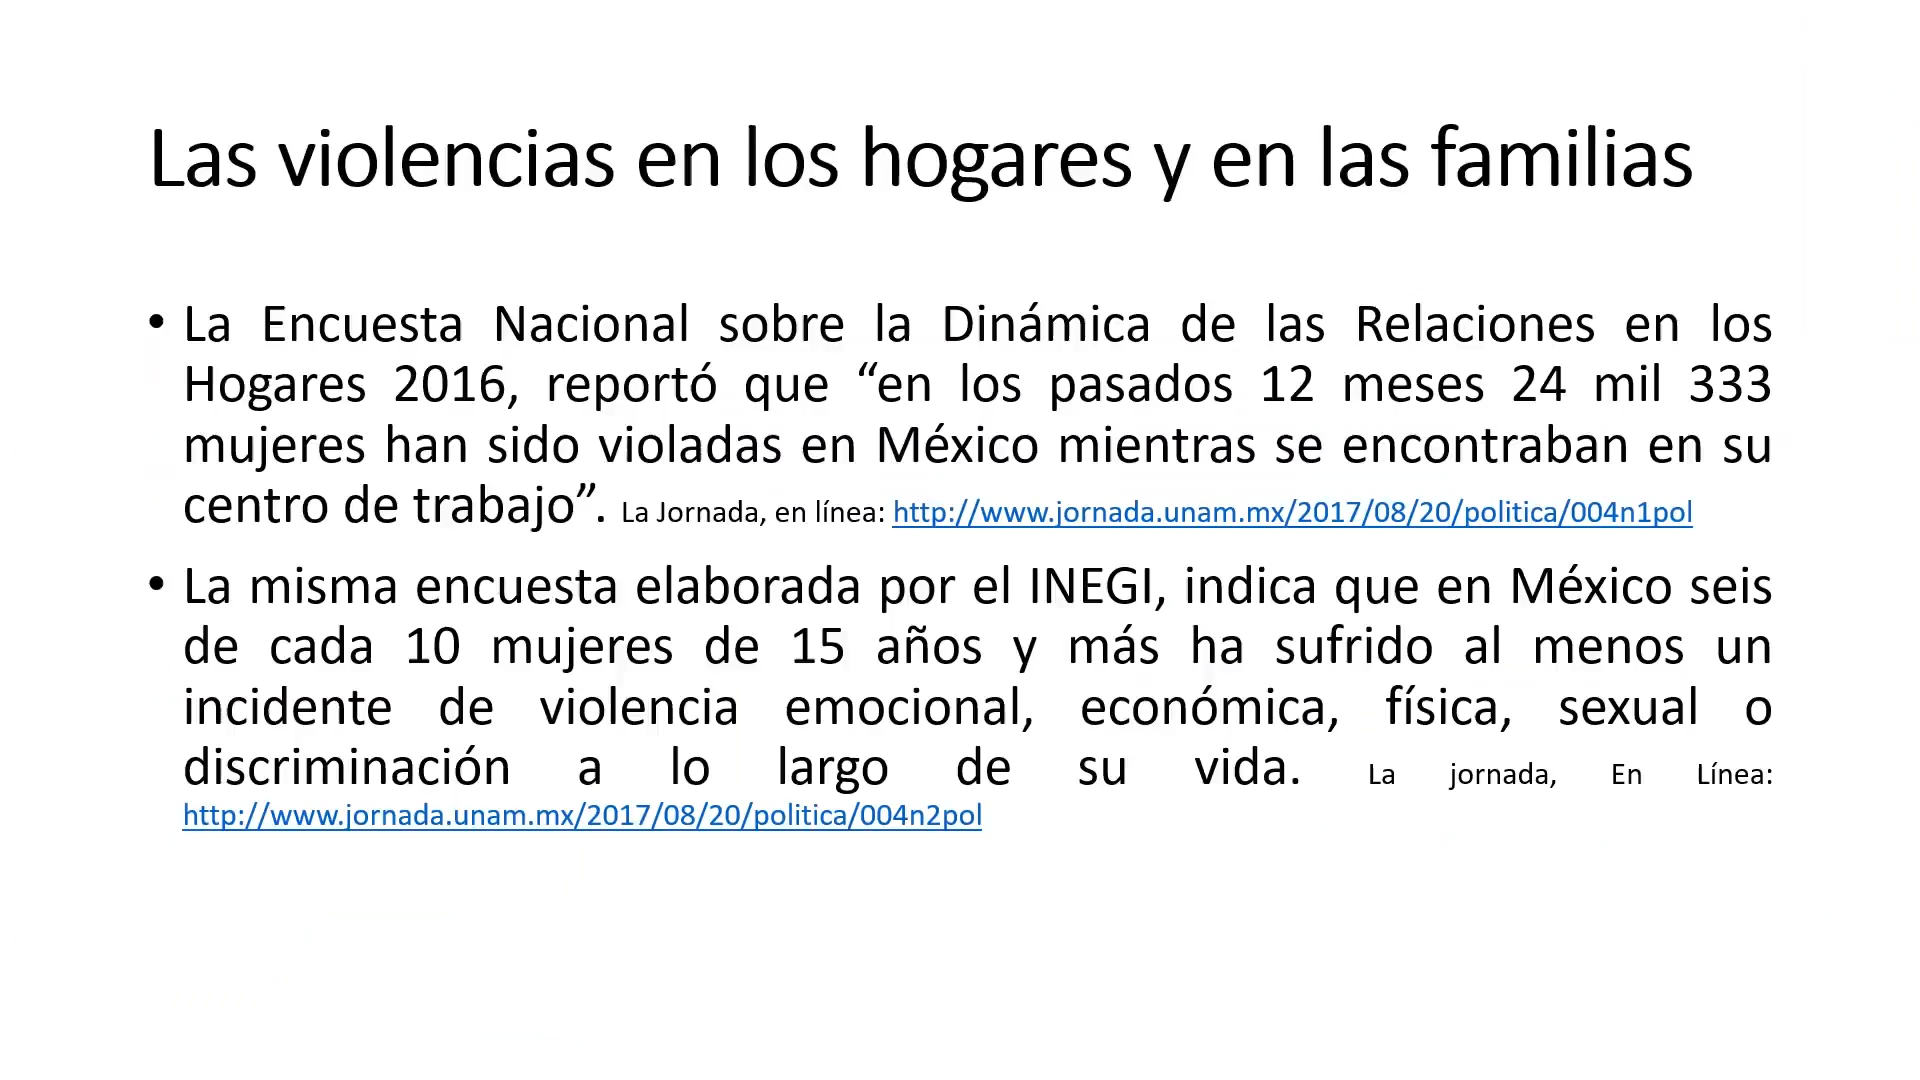 Las violencias en los hogares y en las familias
• La Encuesta Nacional sobre la Dinámica de las Relaciones en los
Hogares 2016, reportó que “en los pasados 12 meses 24 mil 333
mujeres han sido violadas en México mientras se encontraban en su
centro de trabajo”. La Jornada, en línea: http://www.jornada.unam.mx/2017/08/20/politica/004n1pol
• La misma encuesta elaborada por el INEGI, indica que en México seis
de cada 10 mujeres de 15 años y más ha sufrido al menos un
incidente de violencia emocional, económica, física, sexual o
discriminación a lo largo de su vida. La jornada, En Línea:
http://www.jornada.unam.mx/2017/08/20/politica/004n2pol